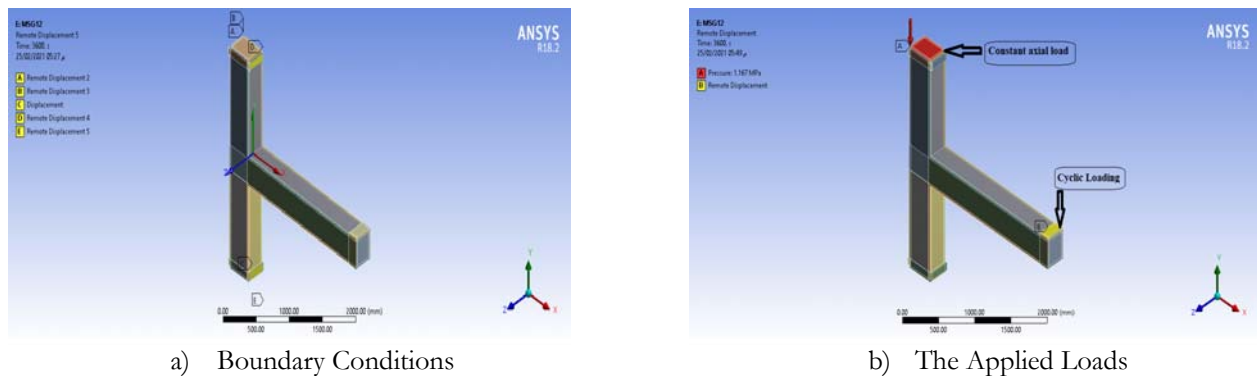 E: MSG12
Remote Displacement 5
Time: 3600, د
25/02/2021 05:27 م
A Remote Displacement 2
B Remote Displacement 3
C Displacement
D Remote Displacement 4
E Remote Displacement 5
B
A
D
ANSYS
R18.2
C
E
Y
Z
X
0.00 1000.00 2000.00 (mm)
500.00 1500.00
a) Boundary Conditions
E: MSG12
Remote Displacement
Time: 3600, د
25/02/2021 05:49 م
A Pressure: 1.167 MPa
B Remote Displacement
A
Constant axial load
ANSYS
R18.2
Cyclic Loading
B
Y
Z
X
0.00 1000.00 2000.00 (mm)
500.00 1500.00
b) The Applied Loads